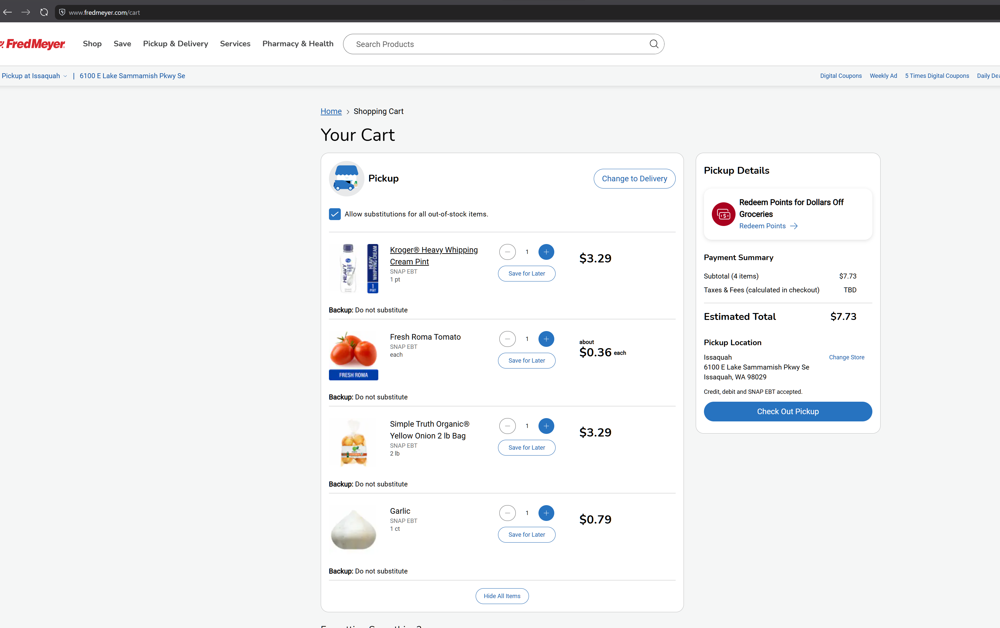 www.fredmeyer.com/cart
Fred Meyer
Shop Save Pickup & Delivery Services Pharmacy & Health Search Products
Pickup at Issaquah | 6100 E Lake Sammamish Pkwy Se
Digital Coupons Weekly Ad 5 Times Digital Coupons Daily Dea
Home > Shopping Cart
Your Cart
Pickup
Change to Delivery
Allow substitutions for all out-of-stock items.
HEAVY
HEAVY
WHIPPING CREAM
1
PINT
Kroger® Heavy Whipping
Cream Pint
SNAP EBT
1 pt
1
Save for Later
$3.29
Backup: Do not substitute
FRESH ROMA
Fresh Roma Tomato
SNAP EBT
each
1
Save for Later
about
$0.36 each
Backup: Do not substitute
Simple Truth Organic®
Yellow Onion 2 lb Bag
SNAP EBT
2 lb
1
Save for Later
$3.29
Backup: Do not substitute
Garlic
SNAP EBT
1 ct
1
Save for Later
$0.79
Backup: Do not substitute
Hide All Items
Pickup Details
Redeem Points for Dollars Off
Groceries
Redeem Points
Payment Summary
Subtotal (4 items) $7.73
Taxes & Fees (calculated in checkout) TBD
Estimated Total $7.73
Pickup Location
Issaquah Change Store
6100 E Lake Sammamish Pkwy Se
Issaquah, WA 98029
Credit, debit and SNAP EBT accepted.
Check Out Pickup